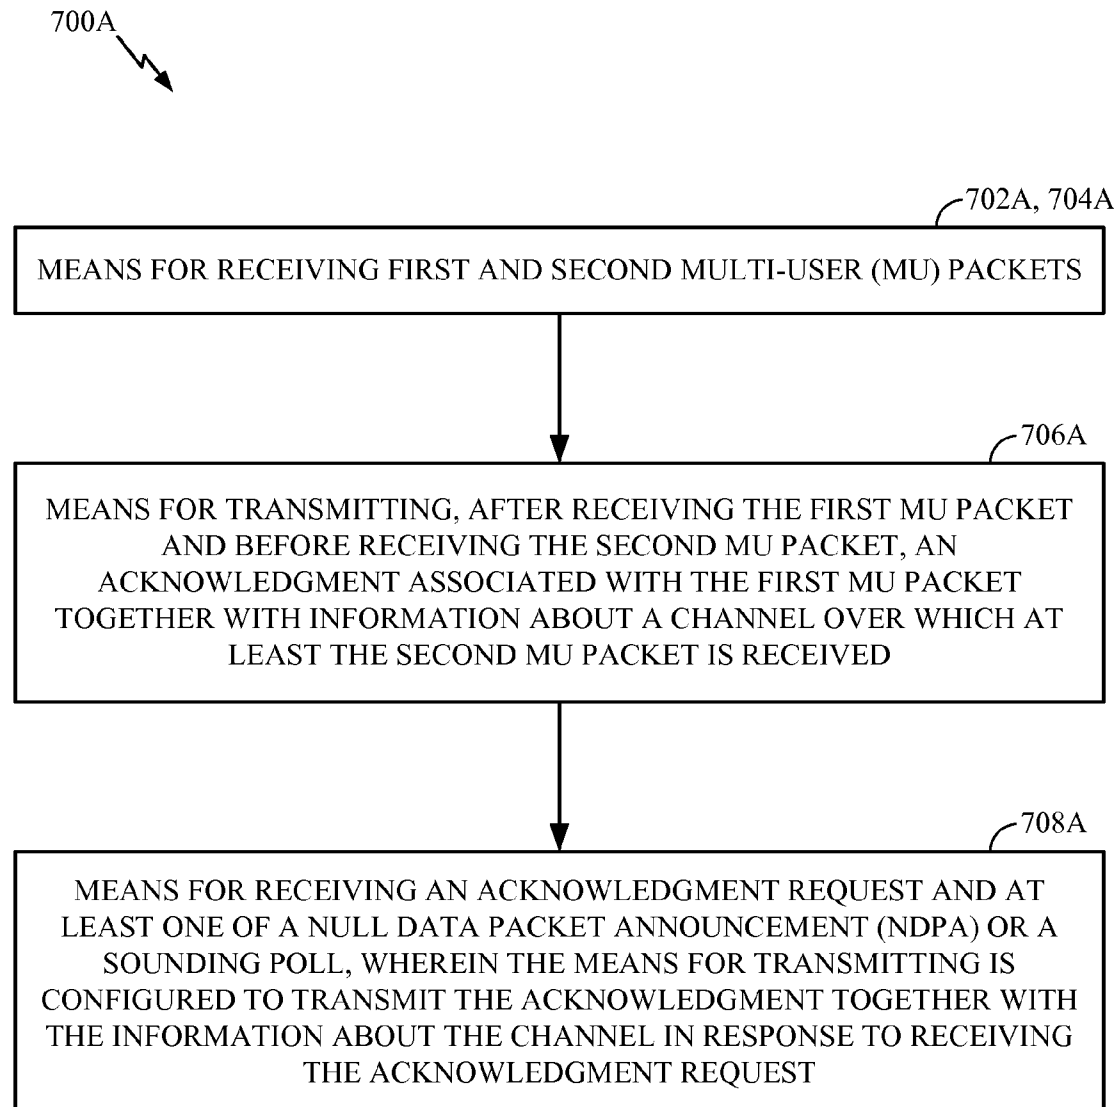 700A
702A, 704A
MEANS FOR RECEIVING FIRST AND SECOND MULTI-USER (MU) PACKETS
706A
MEANS FOR TRANSMITTING, AFTER RECEIVING THE FIRST MU PACKET
AND BEFORE RECEIVING THE SECOND MU PACKET, AN
ACKNOWLEDGMENT ASSOCIATED WITH THE FIRST MU PACKET
TOGETHER WITH INFORMATION ABOUT A CHANNEL OVER WHICH AT
LEAST THE SECOND MU PACKET IS RECEIVED
708A
MEANS FOR RECEIVING AN ACKNOWLEDGMENT REQUEST AND AT
LEAST ONE OF A NULL DATA PACKET ANNOUNCEMENT (NDPA) OR A
SOUNDING POLL, WHEREIN THE MEANS FOR TRANSMITTING IS
CONFIGURED TO TRANSMIT THE ACKNOWLEDGMENT TOGETHER WITH
THE INFORMATION ABOUT THE CHANNEL IN RESPONSE TO RECEIVING
THE ACKNOWLEDGMENT REQUEST